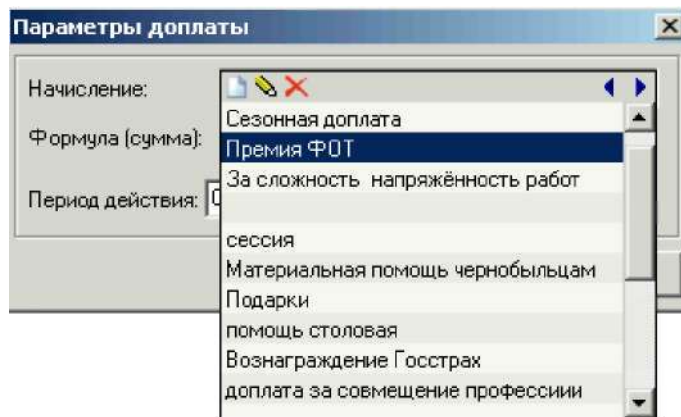 Параметры доплаты
Начисление:
Формула (сумма):
Период действия:
Сезонная доплата
Премия ФОТ
За сложность напряжённость работ
сессия
Материальная помощь чернобыльцам
Подарки
помощь столовая
Вознаграждение Госстрах
доплата за совмещение профессиии